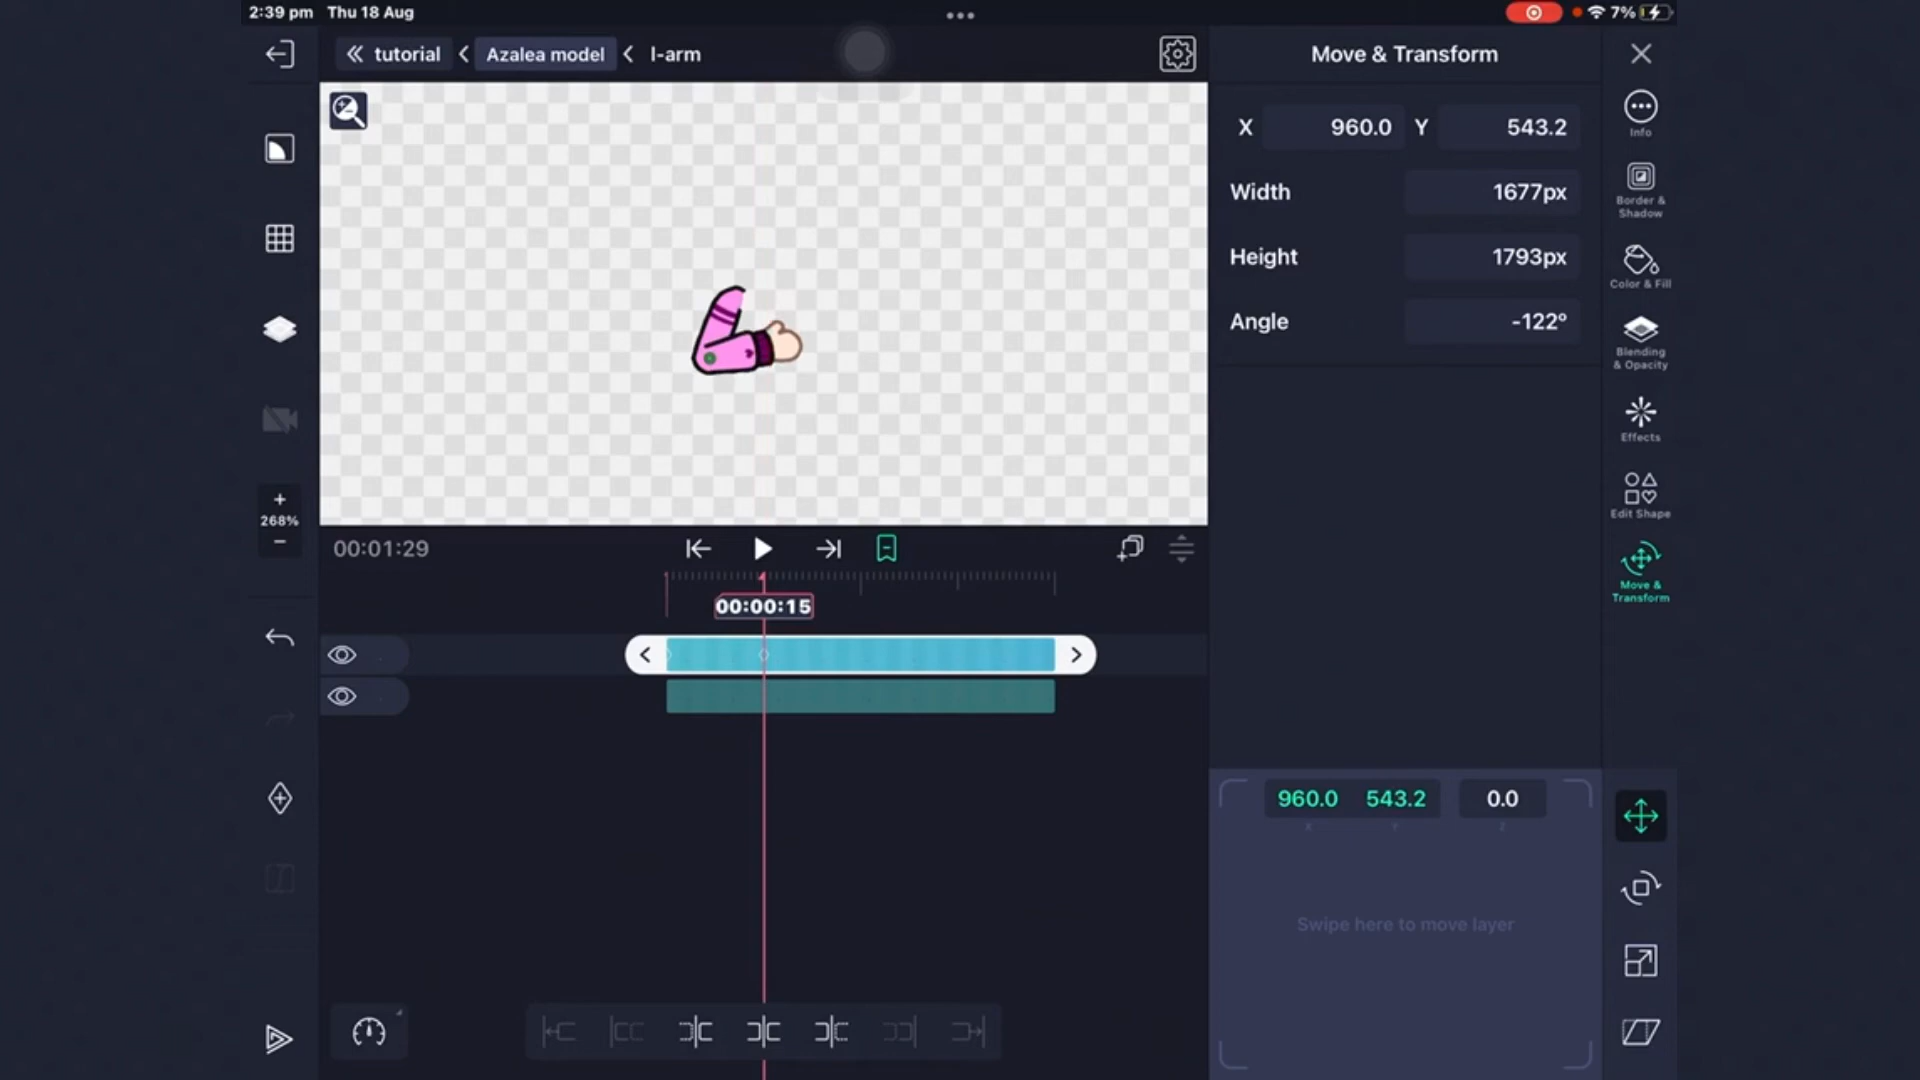 2:39 pm Thu 18 Aug
7%
tutorial Azalea model l-arm
Move & Transform
X 960.0 Y 543.2
Width 1677px
Height 1793px
Angle -122°
Info
Border & Shadow
Color & Fill
Blending & Opacity
Effects
Edit Shape
Move & Transform
+
268%
−
00:01:29
00:00:15
960.0 543.2 0.0
X Y Z
Swipe here to move layer